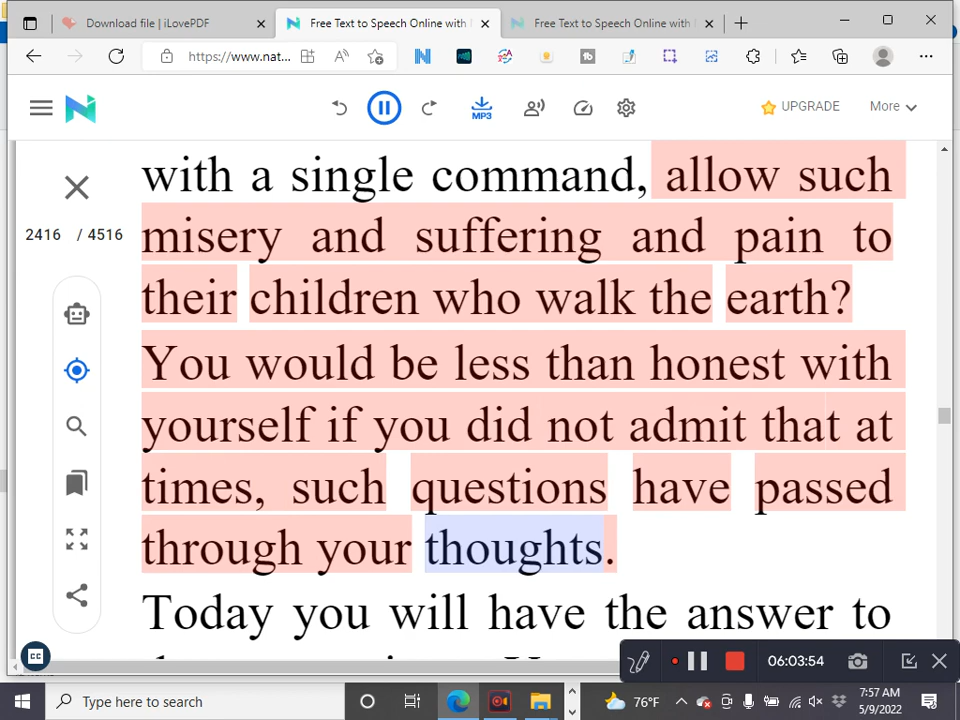 Download file | iLovePDF
Free Text to Speech Online with
Free Text to Speech Online with
https://www.nat...
MP3
UPGRADE
More
2416 / 4516
with a single command, allow such
misery and suffering and pain to
their children who walk the earth?
You would be less than honest with
yourself if you did not admit that at
times, such questions have passed
through your thoughts.
Today you will have the answer to
CC
06:03:54
Type here to search
76°F
7:57 AM
5/9/2022